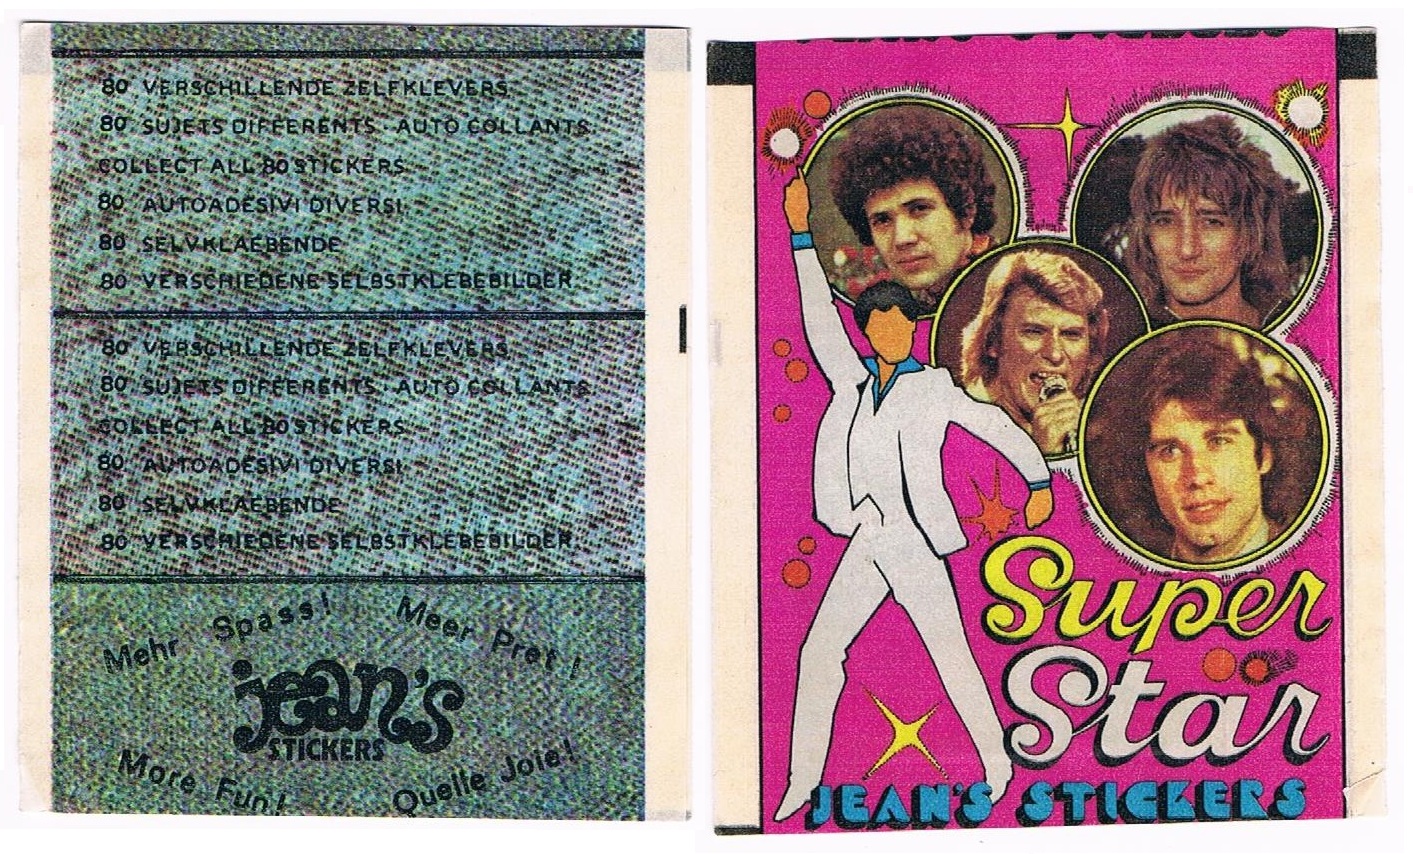 80 VERSCHILLENDE ZELFKLEVERS
80 SUJETS DIFFERENTS - AUTO COLLANTS
COLLECT ALL 80 STICKERS
80 AUTOADESIVI DIVERSI
80 SELVKLAEBENDE
80 VERSCHIEDENE SELBSTKLEBEBILDER
80 VERSCHILLENDE ZELFKLEVERS
80 SUJETS DIFFERENTS - AUTO COLLANTS
COLLECT ALL 80 STICKERS
80 AUTOADESIVI DIVERSI
80 SELVKLAEBENDE
80 VERSCHIEDENE SELBSTKLEBEBILDER
Mehr Spass! Meer Pret!
jean's
STICKERS
More Fun! Quelle Joie!
Super
Star
JEAN'S STICKERS